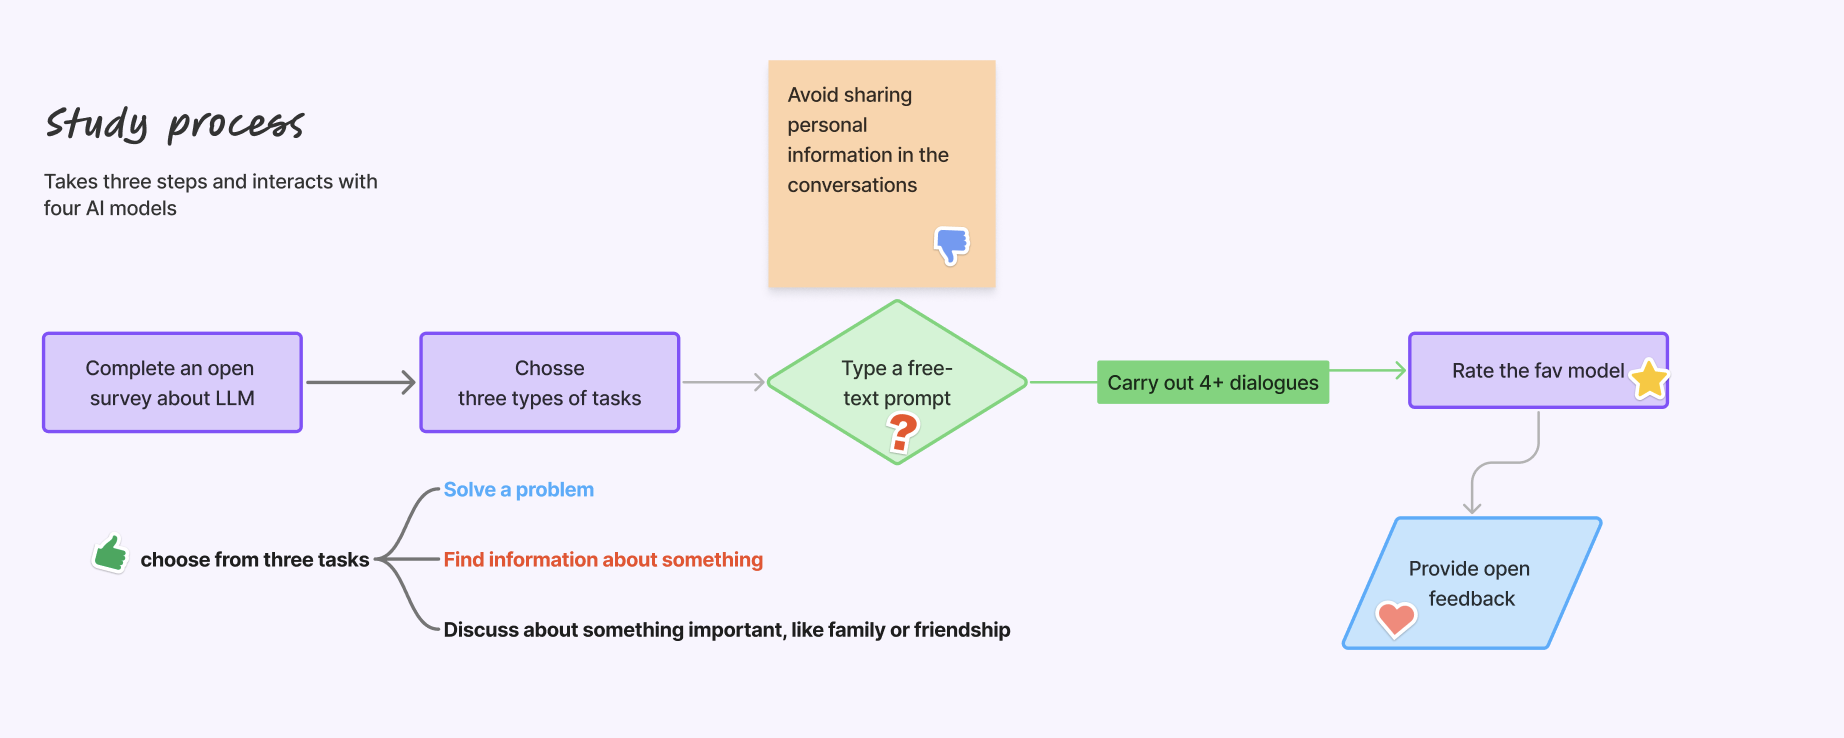 Study process
Takes three steps and interacts with
four AI models
Avoid sharing
personal
information in the
conversations
Complete an open
survey about LLM
Chosse
three types of tasks
Type a free-
text prompt
?
Carry out 4+ dialogues
Rate the fav model
choose from three tasks
Solve a problem
Find information about something
Discuss about something important, like family or friendship
Provide open
feedback